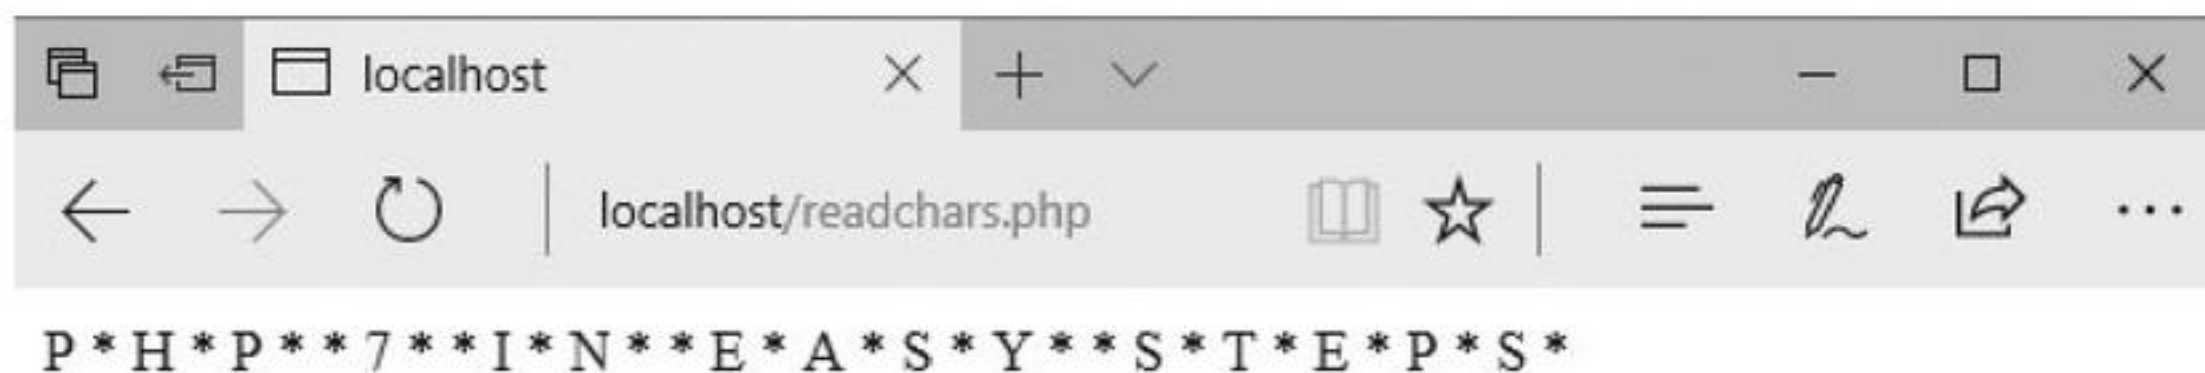 localhost
localhost/readchars.php
P * H * P * * 7 * * I * N * * E * A * S * Y * * S * T * E * P * S *